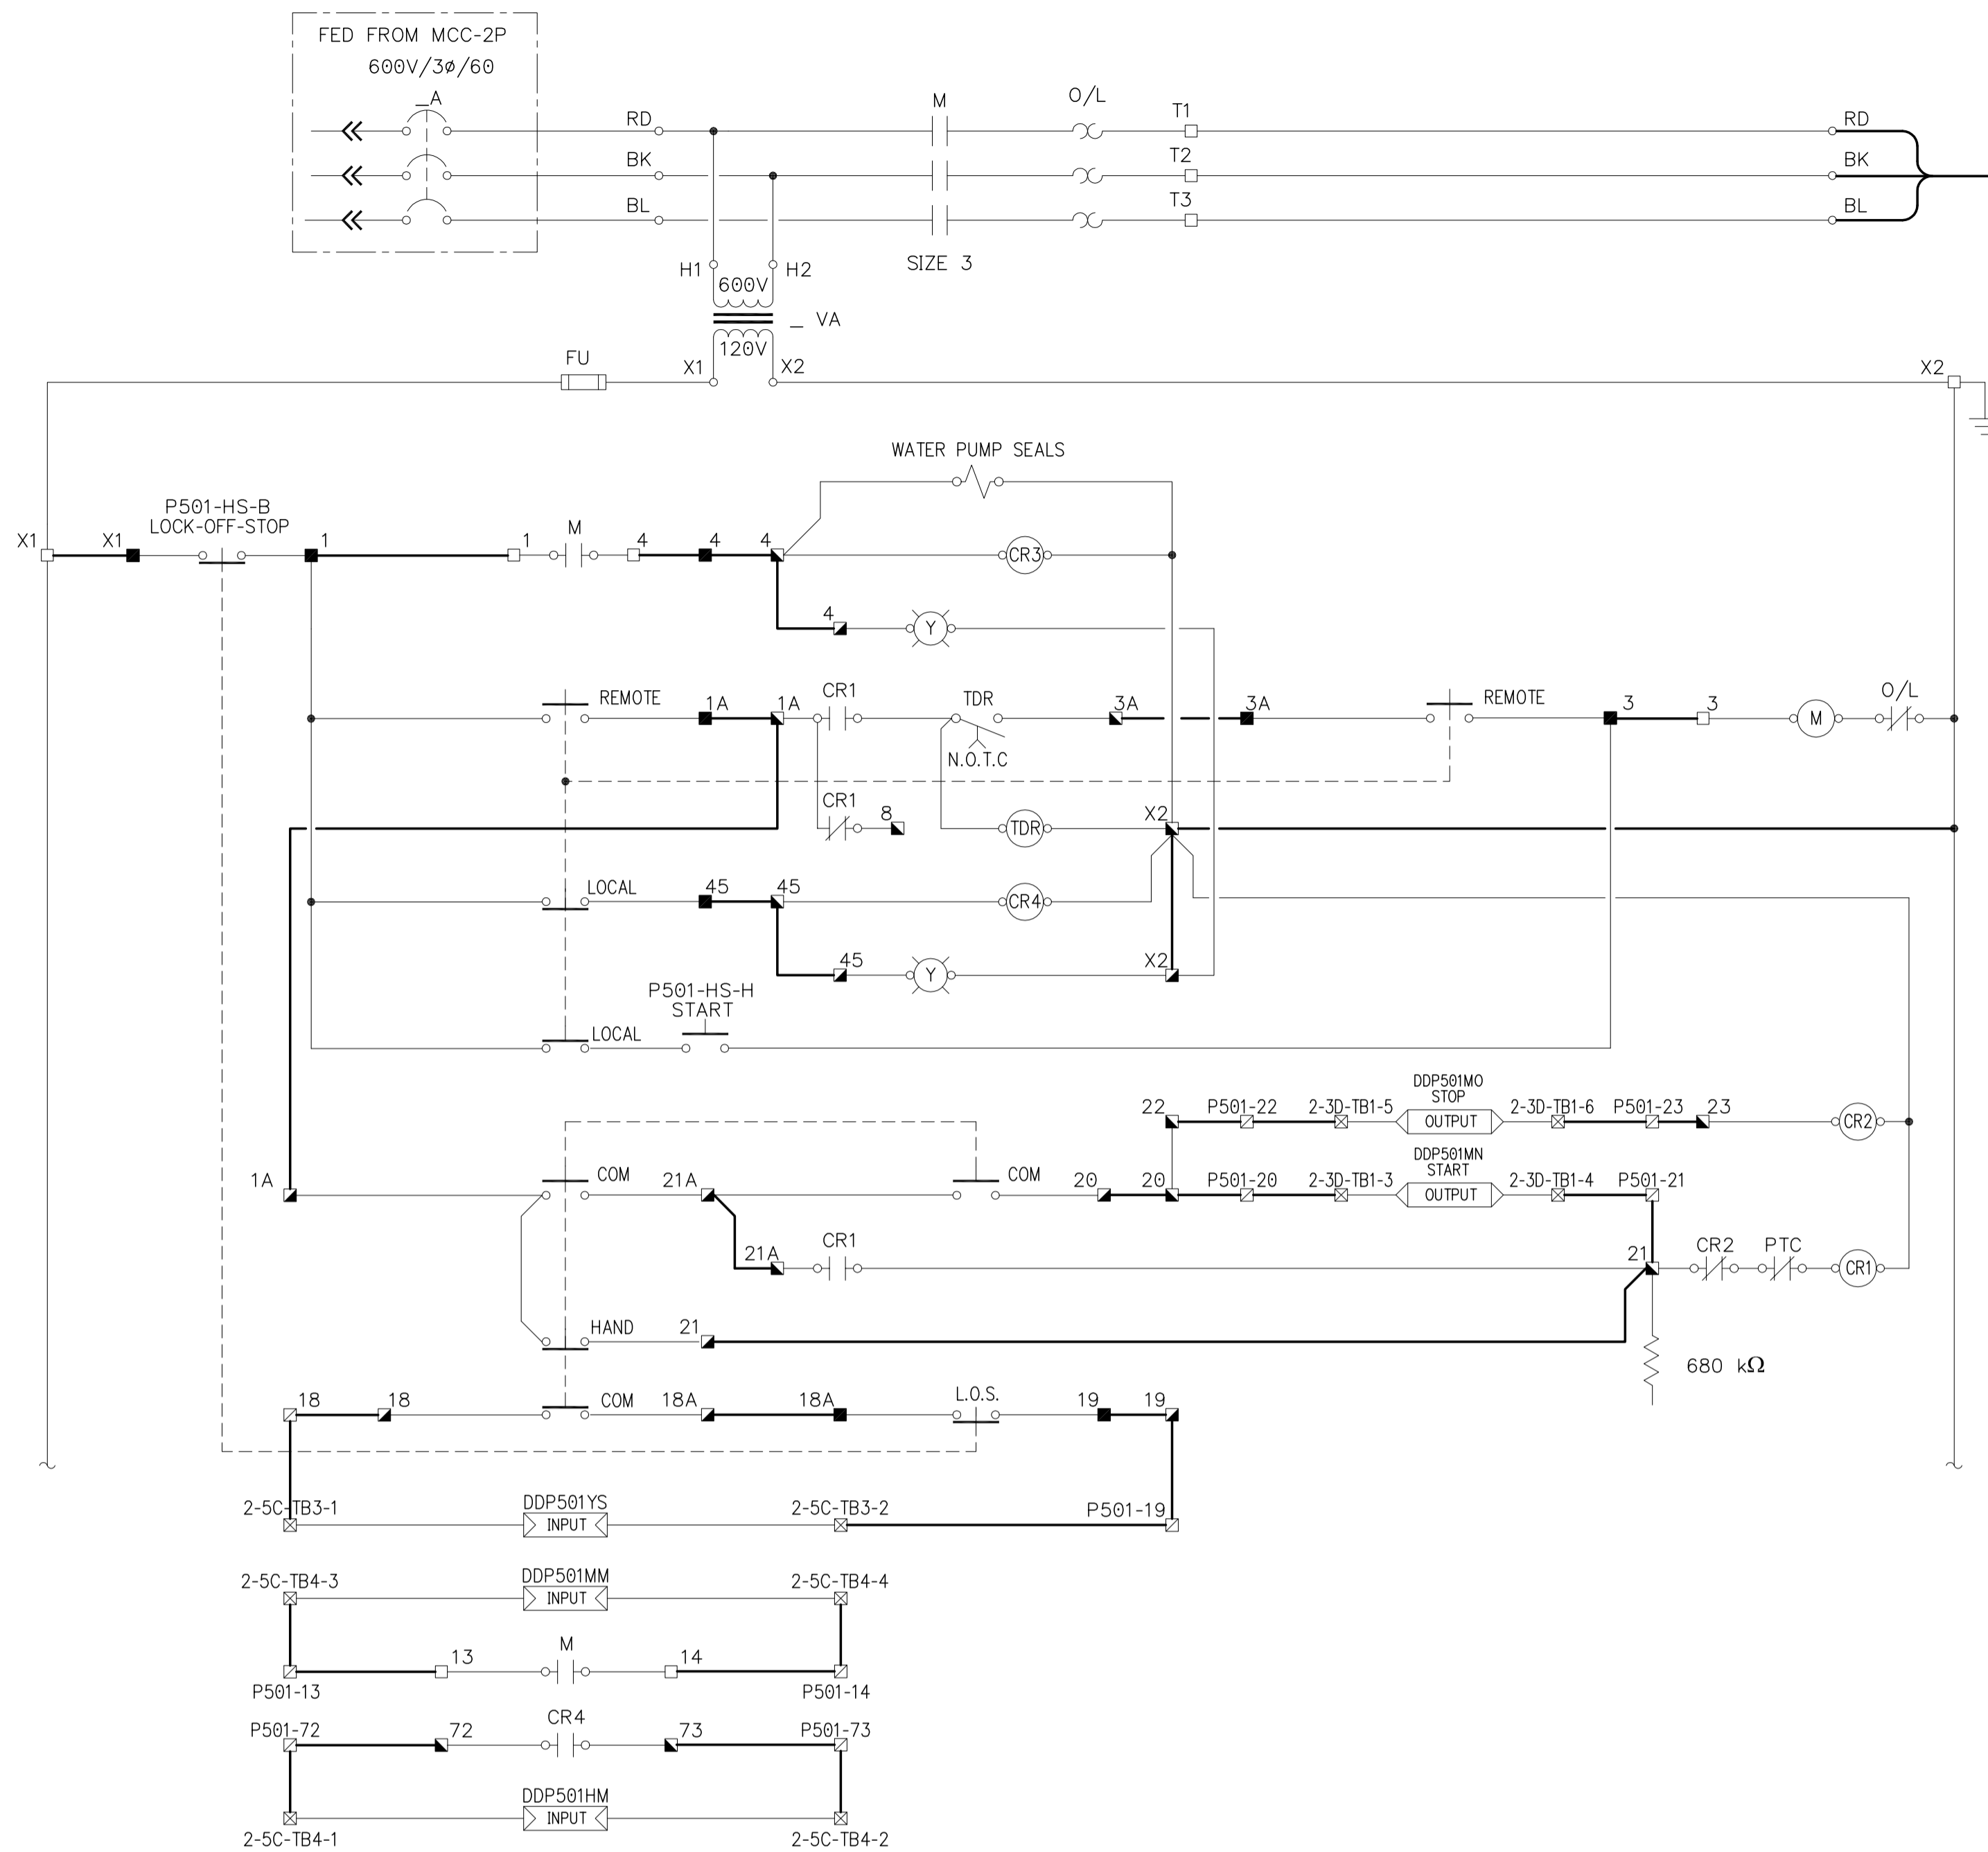 FED FROM MCC-2P
600V/3ø/60
_A
RD
BK
BL
M
O/L
T1
T2
T3
RD
BK
BL
SIZE 3
H1
H2
600V
_ VA
120V
FU
X1
X2
X2
WATER PUMP SEALS
P501-HS-B
LOCK-OFF-STOP
X1
X1
1
1
M
4
4
4
CR3
4
Y
REMOTE
1A
1A
CR1
TDR
3A
3A
REMOTE
3
3
M
O/L
N.O.T.C
CR1
8
TDR
X2
LOCAL
45
45
CR4
45
Y
X2
P501-HS-H
START
LOCAL
DDP501MO
STOP
22
P501-22
2-3D-TB1-5
OUTPUT
2-3D-TB1-6
P501-23
23
CR2
DDP501MN
START
1A
COM
21A
COM
20
20
P501-20
2-3D-TB1-3
OUTPUT
2-3D-TB1-4
P501-21
21A
CR1
21
CR2
PTC
CR1
HAND
21
680 kΩ
18
18
COM
18A
18A
L.O.S.
19
19
2-5C-TB3-1
DDP501YS
INPUT
2-5C-TB3-2
P501-19
2-5C-TB4-3
DDP501MM
INPUT
2-5C-TB4-4
13
M
14
P501-13
P501-14
P501-72
72
CR4
73
P501-73
DDP501HM
INPUT
2-5C-TB4-1
2-5C-TB4-2